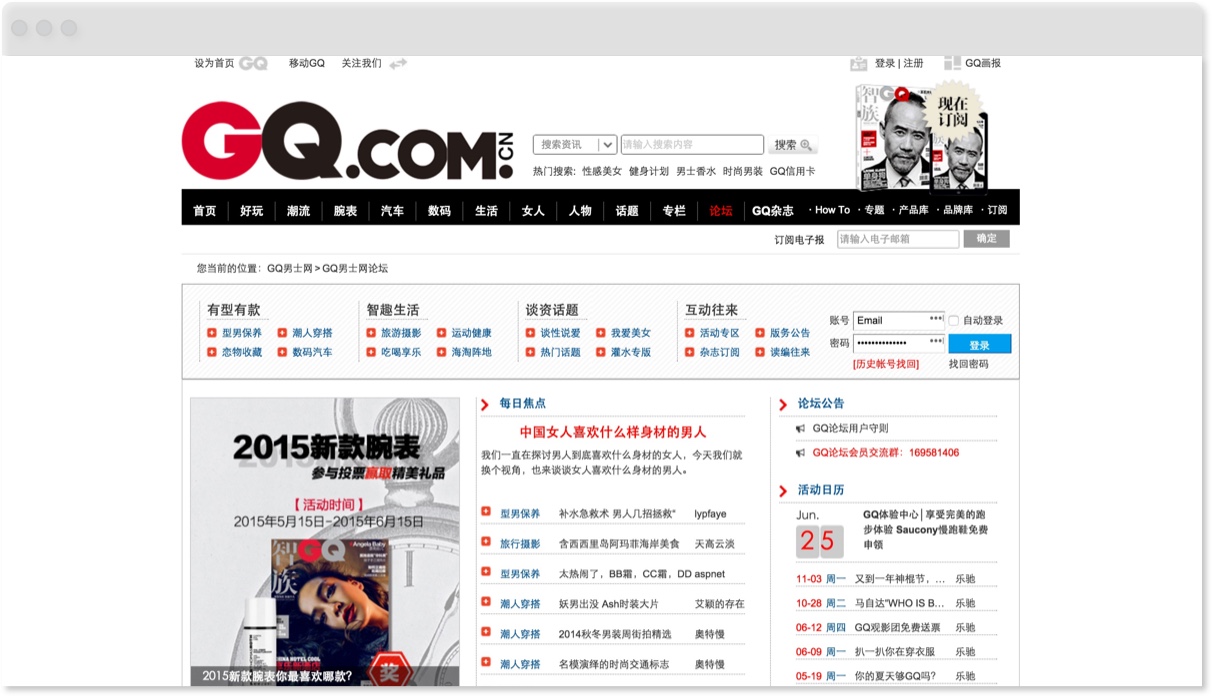 设为首页 GQ 移动GQ 关注我们 登录 | 注册 GQ画报
GQ.COM.CN
现在
订阅
智族
GQ
搜索资讯 请输入搜索内容 搜索
热门搜索: 性感美女 健身计划 男士香水 时尚男装 GQ信用卡
首页 好玩 潮流 腕表 汽车 数码 生活 女人 人物 话题 专栏 论坛 GQ杂志 · How To · 专题 · 产品库 · 品牌库 · 订阅
订阅电子报 请输入电子邮箱 确定
您当前的位置: GQ男士网 > GQ男士网论坛
有型有款 智趣生活 谈资话题 互动往来
型男保养 潮人穿搭 旅游摄影 运动健康 谈性说爱 我爱美女 活动专区 版务公告
恋物收藏 数码汽车 吃喝享乐 海淘阵地 热门话题 灌水专版 杂志订阅 读编往来
账号 Email 自动登录
密码 •••••••••••••• 登录
[历史帐号找回] 找回密码
2015新款腕表
参与投票赢取精美礼品
【 活动时间 】
2015年5月15日-2015年6月15日
智族
GQ
Angela Baby
奖
2015新款腕表你最喜欢哪款?
每日焦点
中国女人喜欢什么样身材的男人
我们一直在探讨男人到底喜欢什么身材的女人，今天我们就
换个视角，也来谈谈女人喜欢什么身材的男人。
型男保养 补水急救术 男人几招拯救" lypfaye
旅行摄影 含西西里岛阿玛菲海岸美食 天高云淡
型男保养 太热闹了，BB霜，CC霜，DD aspnet
潮人穿搭 妖男出没 Ash时装大片 艾颖的存在
潮人穿搭 2014秋冬男装周街拍精选 奥特慢
潮人穿搭 名模演绎的时尚交通标志 奥特慢
论坛公告
GQ论坛用户守则
GQ论坛会员交流群：169581406
活动日历
Jun.
25
GQ体验中心│享受完美的跑
步体验 Saucony慢跑鞋免费
申领
11-03 周一 又到一年神棍节，... 乐驰
10-28 周二 马自达"WHO IS B... 乐驰
06-12 周四 GQ观影团免费送票 乐驰
06-09 周一 扒一扒你在穿衣服 乐驰
05-19 周一 你的夏天够GQ吗? 乐驰